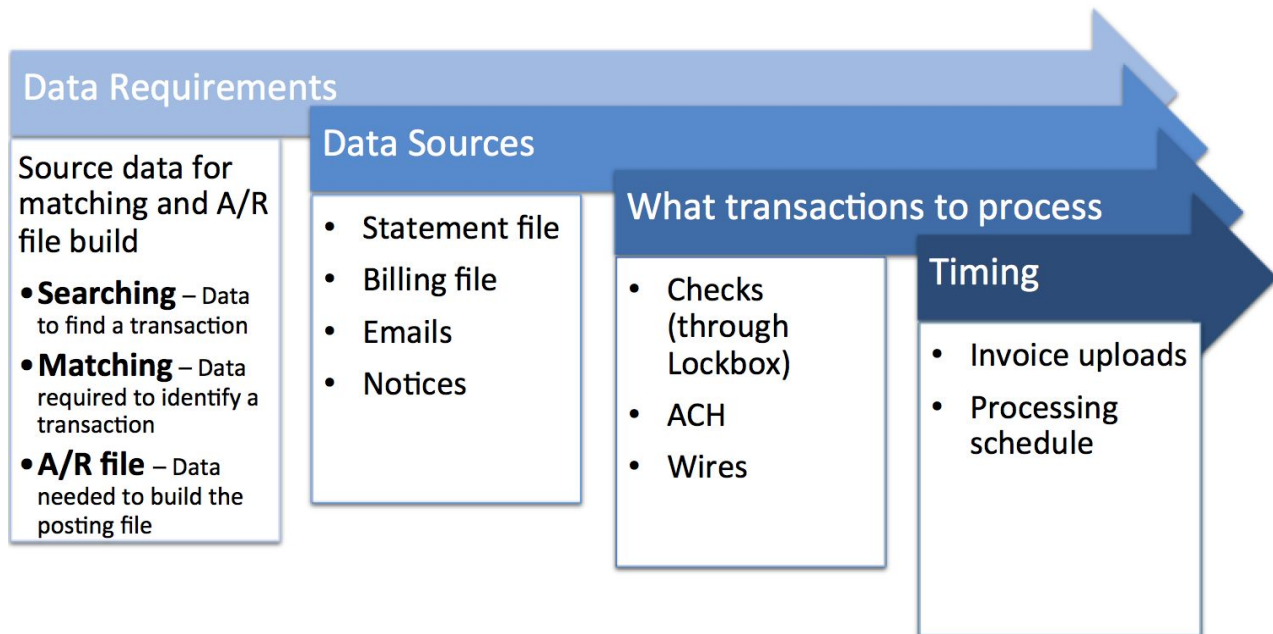 Data Requirements
Source data for
matching and A/R
file build
•Searching – Data
to find a transaction
•Matching – Data
required to identify a
transaction
•A/R file – Data
needed to build the
posting file
Data Sources
• Statement file
• Billing file
• Emails
• Notices
What transactions to process
• Checks
(through
Lockbox)
• ACH
• Wires
Timing
• Invoice uploads
• Processing
schedule